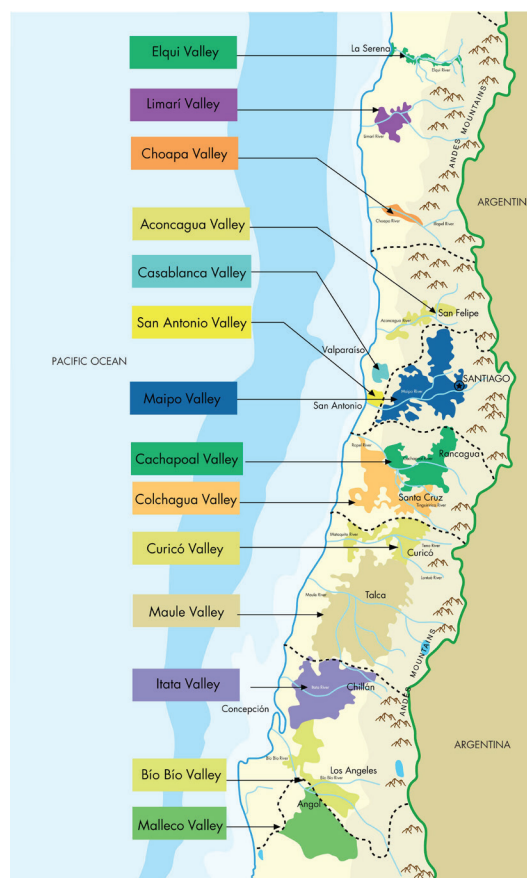 Elqui Valley
La Serena
Elqui River
Limarí Valley
Limarí River
ANDES MOUNTAINS
Choapa Valley
ARGENTIN
Choapa River
Aconcagua Valley
Casablanca Valley
San Felipe
Aconcagua River
San Antonio Valley
Valparaíso
PACIFIC OCEAN
SANTIAGO
Maipo Valley
Maipo River
San Antonio
Rapel River
Rancagua
Cachapoal Valley
Colchagua Valley
Santa Cruz
Tinguiririca River
Mataquito River
Curicó Valley
Teno River
Curicó
Lontué River
Maule Valley
Maule River
Talca
ANDES MOUNTAINS
Itata Valley
Itata River
Chillán
Concepción
ARGENTINA
Bío Bío River
Bío Bío Valley
Los Angeles
Bío Bío River
Angol
Malleco Valley